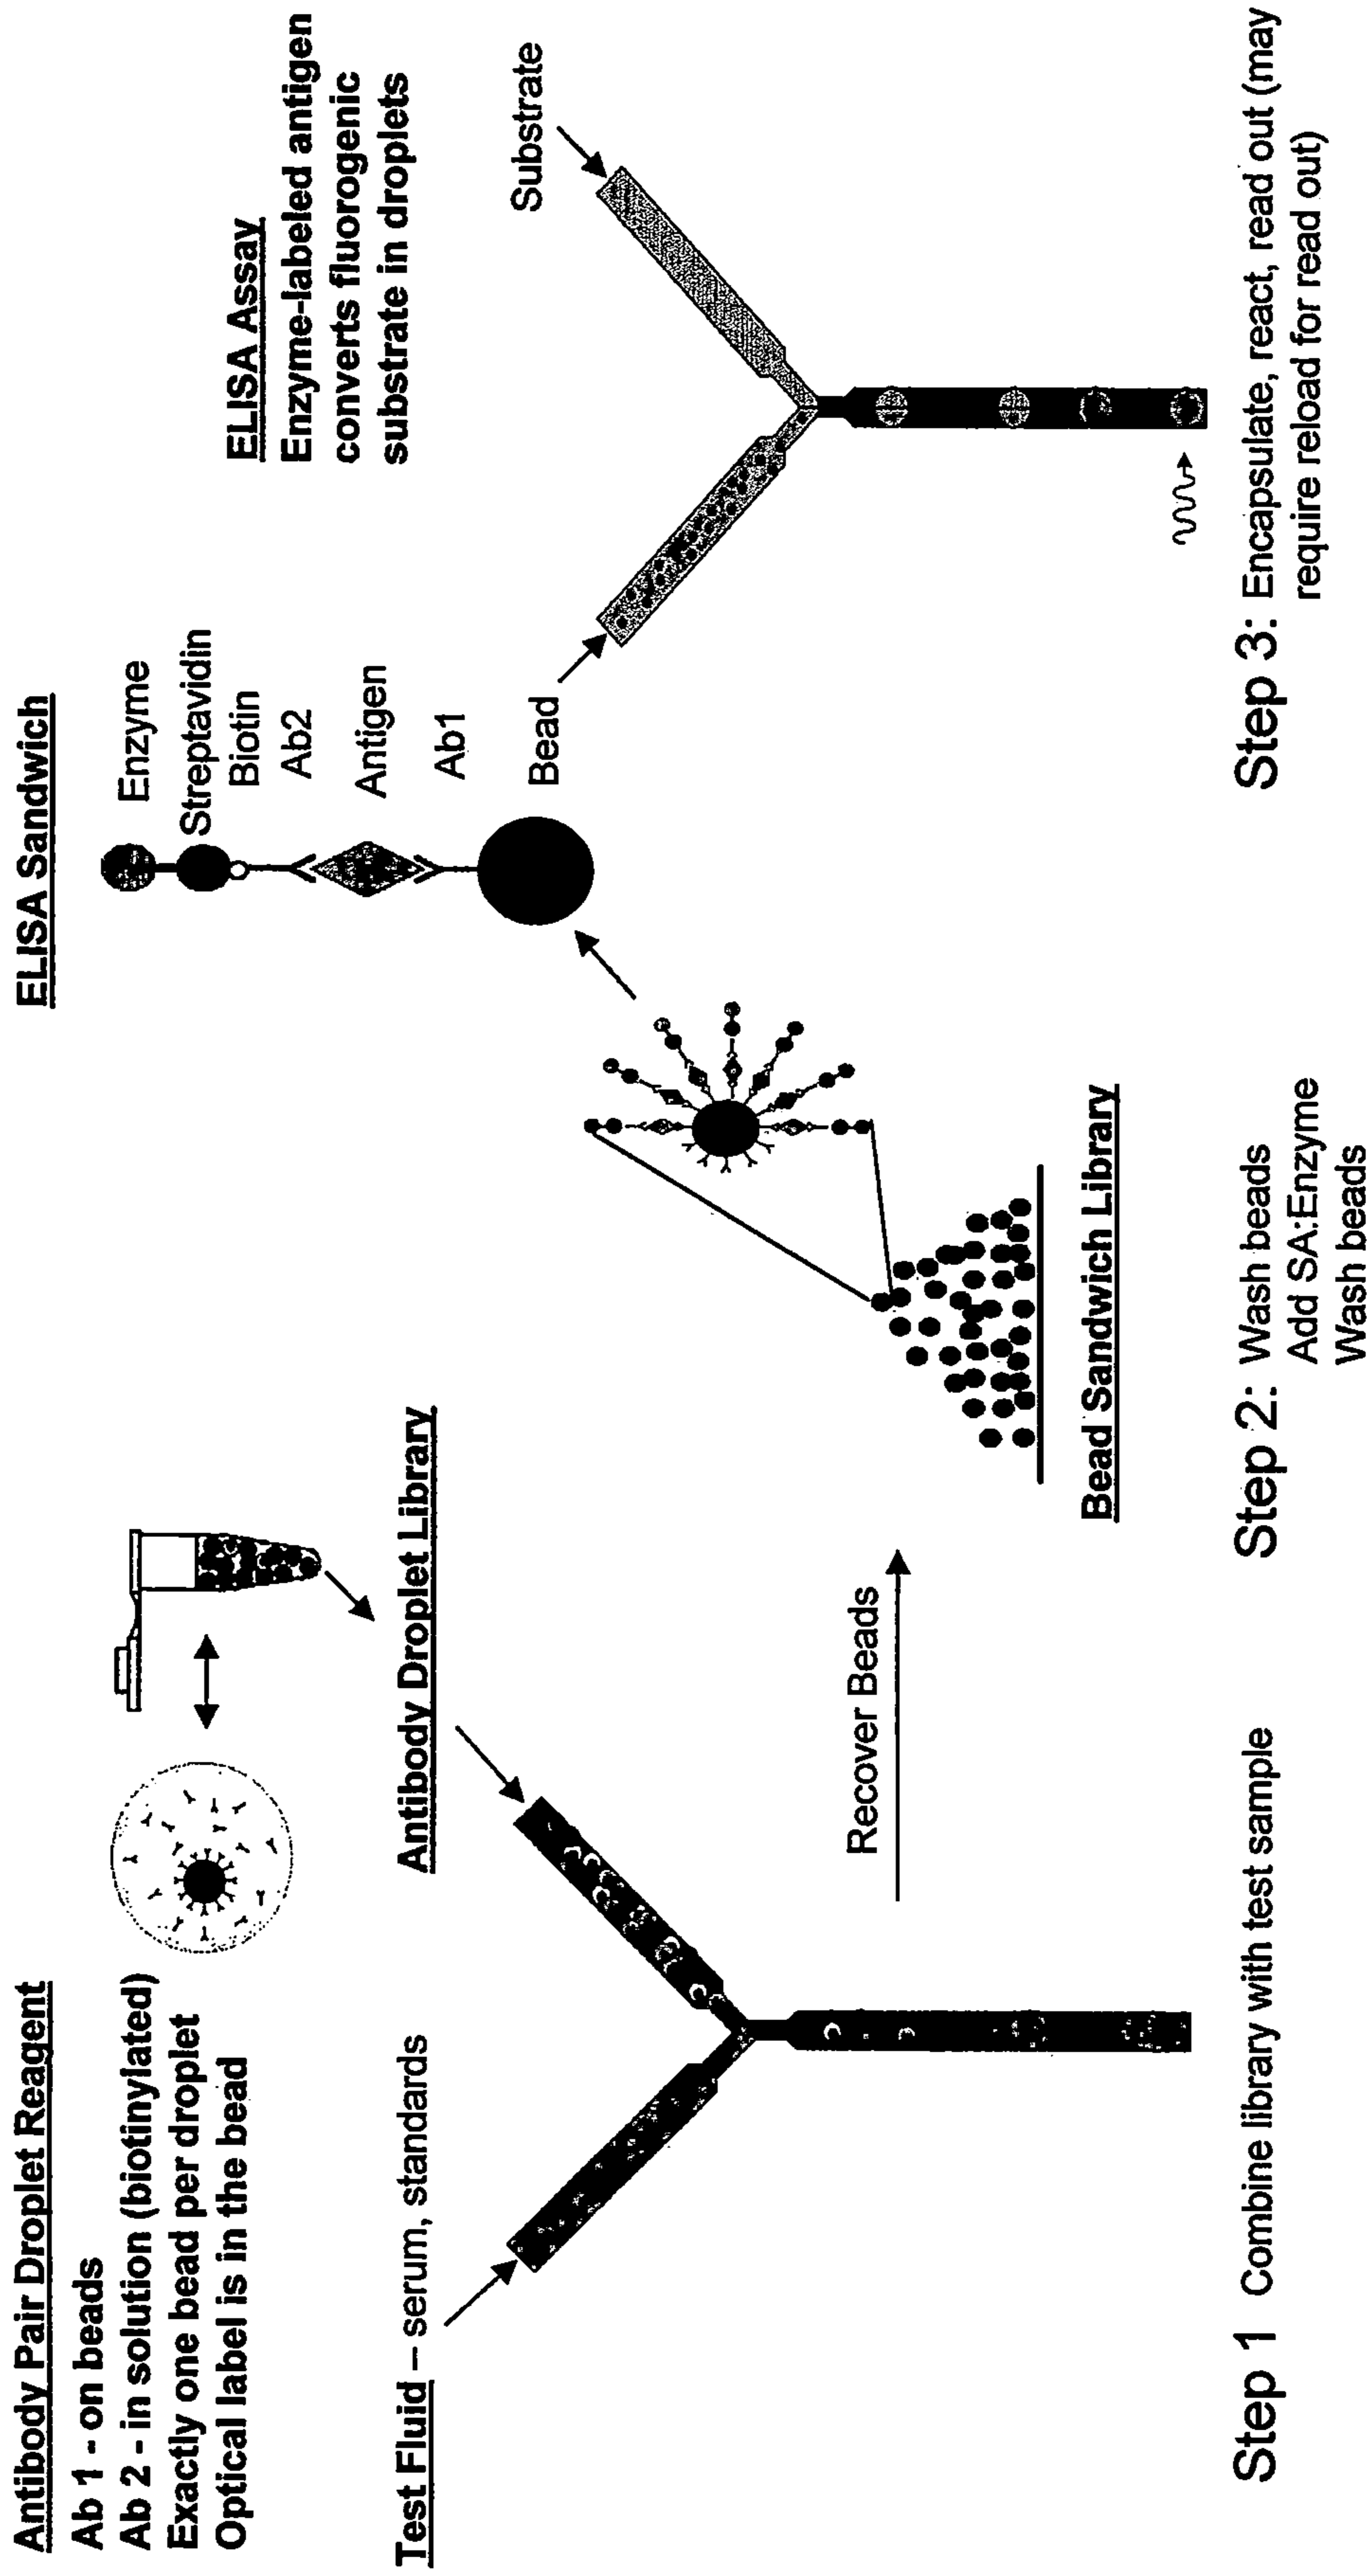 Antibody Pair Droplet Reagent
Ab 1 - on beads
Ab 2 - in solution (biotinylated)
Exactly one bead per droplet
Optical label is in the bead
Test Fluid – serum, standards
Antibody Droplet Library
Step 1 Combine library with test sample
Recover Beads
Bead Sandwich Library
Step 2: Wash beads
Add SA:Enzyme
Wash beads
ELISA Sandwich
Enzyme
Streptavidin
Biotin
Ab2
Antigen
Ab1
Bead
ELISA Assay
Enzyme-labeled antigen
converts fluorogenic
substrate in droplets
Substrate
Step 3: Encapsulate, react, read out (may
require reload for read out)